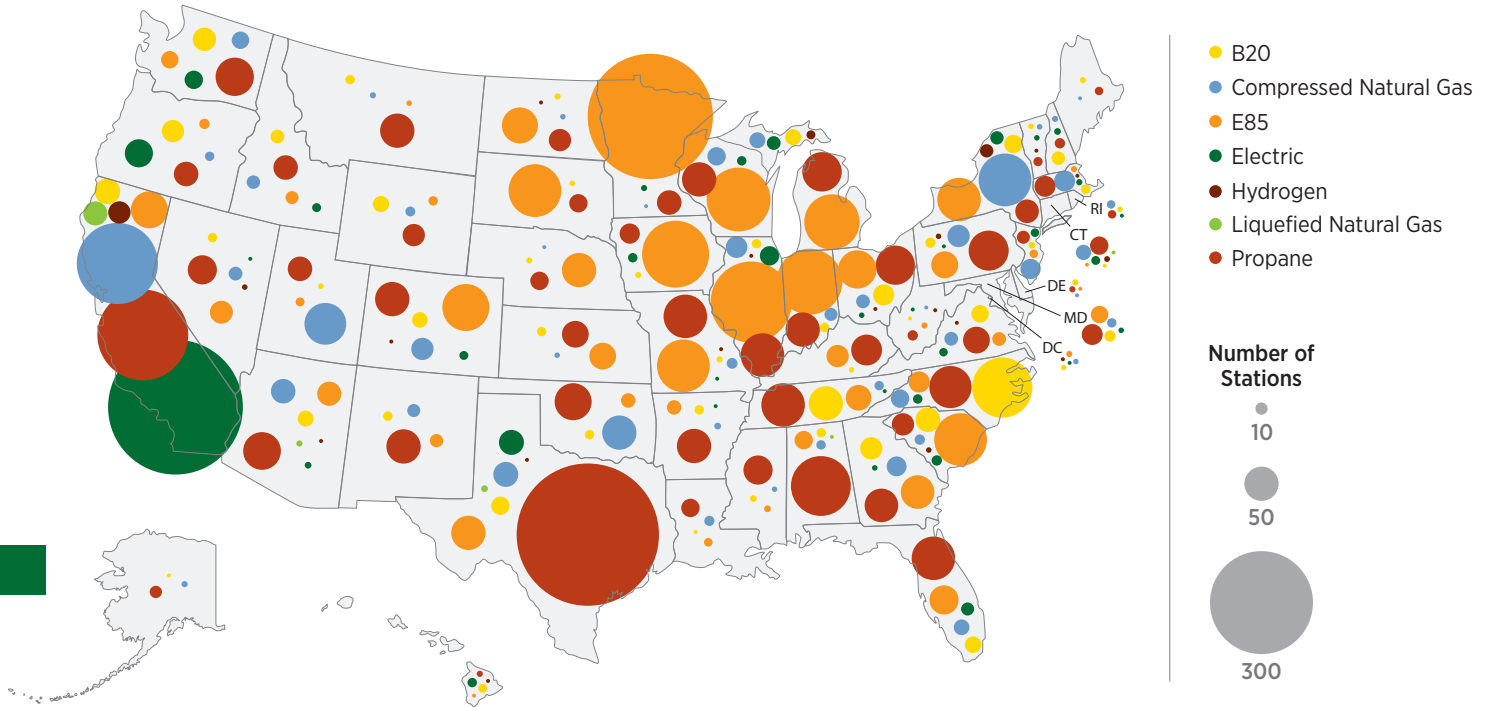 B20
Compressed Natural Gas
E85
Electric
Hydrogen
Liquefied Natural Gas
Propane
RI
CT
DE
MD
DC
Number of
Stations
10
50
300